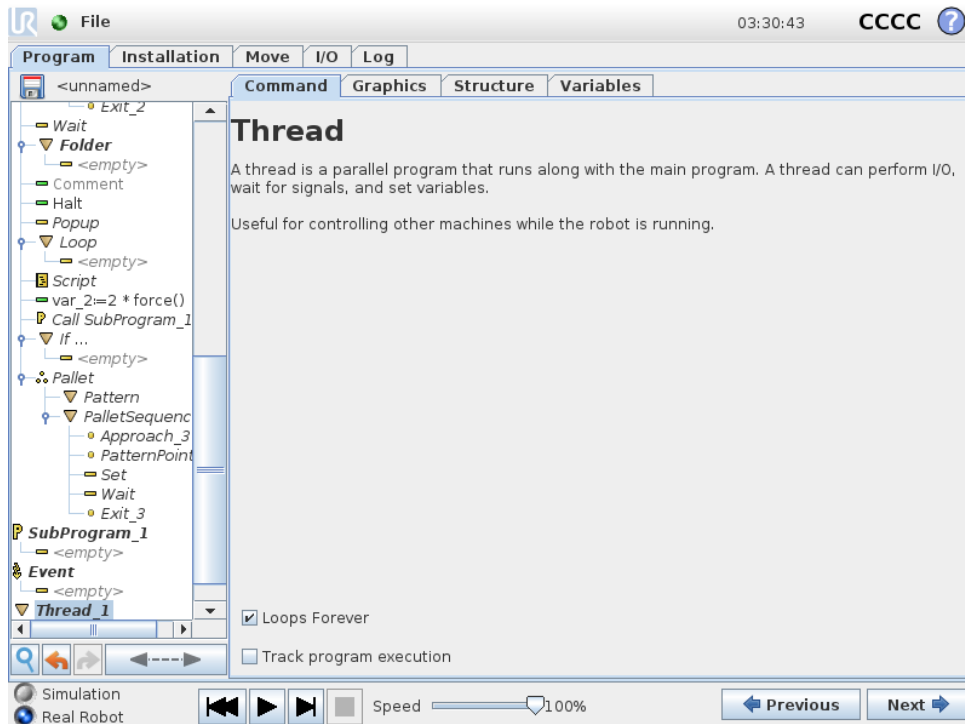 UR File 03:30:43 CCCC ?
Program Installation Move I/O Log
<unnamed> Command Graphics Structure Variables
Exit_2
Wait
Folder
<empty>
Comment
Halt
Popup
Loop
<empty>
Script
var_2:=2 * force()
P Call SubProgram_1
If ...
<empty>
Pallet
Pattern
PalletSequenc
Approach_3
PatternPoint
Set
Wait
Exit_3
P SubProgram_1
<empty>
Event
<empty>
Thread_1
Thread
A thread is a parallel program that runs along with the main program. A thread can perform I/O,
wait for signals, and set variables.
Useful for controlling other machines while the robot is running.
Loops Forever
Track program execution
Simulation
Real Robot
Speed 100%
Previous Next